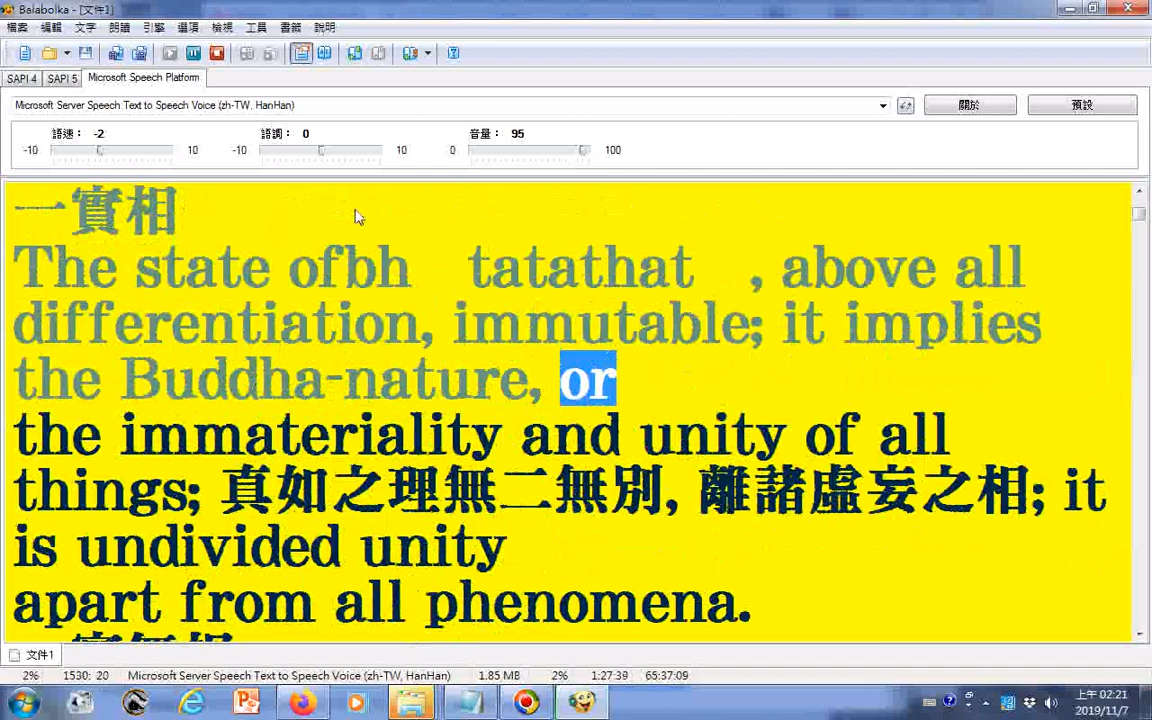 Balabolka - [文件1]
檔案 編輯 文字 朗讀 引擎 選項 檢視 工具 書籤 說明
SAPI 4 SAPI 5 Microsoft Speech Platform
Microsoft Server Speech Text to Speech Voice (zh-TW, HanHan) 關於 預設
語速： -2 語調： 0 音量： 95
-10 10 -10 10 0 100
一實相
The state ofbh tatathat , above all
differentiation, immutable; it implies
the Buddha-nature, or
the immateriality and unity of all
things; 真如之理無二無別, 離諸虛妄之相; it
is undivided unity
apart from all phenomena.
文件1
2% 1530; 20 Microsoft Server Speech Text to Speech Voice (zh-TW, HanHan) 1.85 MB 2% 1:27:39 65:37:09
上午 02:21
2019/11/7